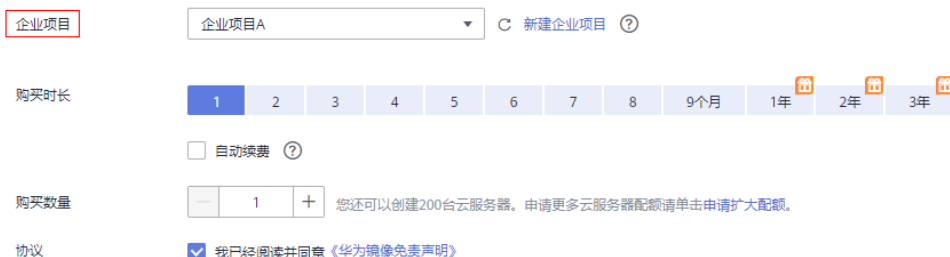 企业项目 企业项目A 新建企业项目 ?
购买时长 1 2 3 4 5 6 7 8 9个月 1年 2年 3年
自动续费 ?
购买数量 1 + 您还可以创建200台云服务器。申请更多云服务器配额请单击申请扩大配额。
协议 我已经阅读并同意《华为镜像免责声明》